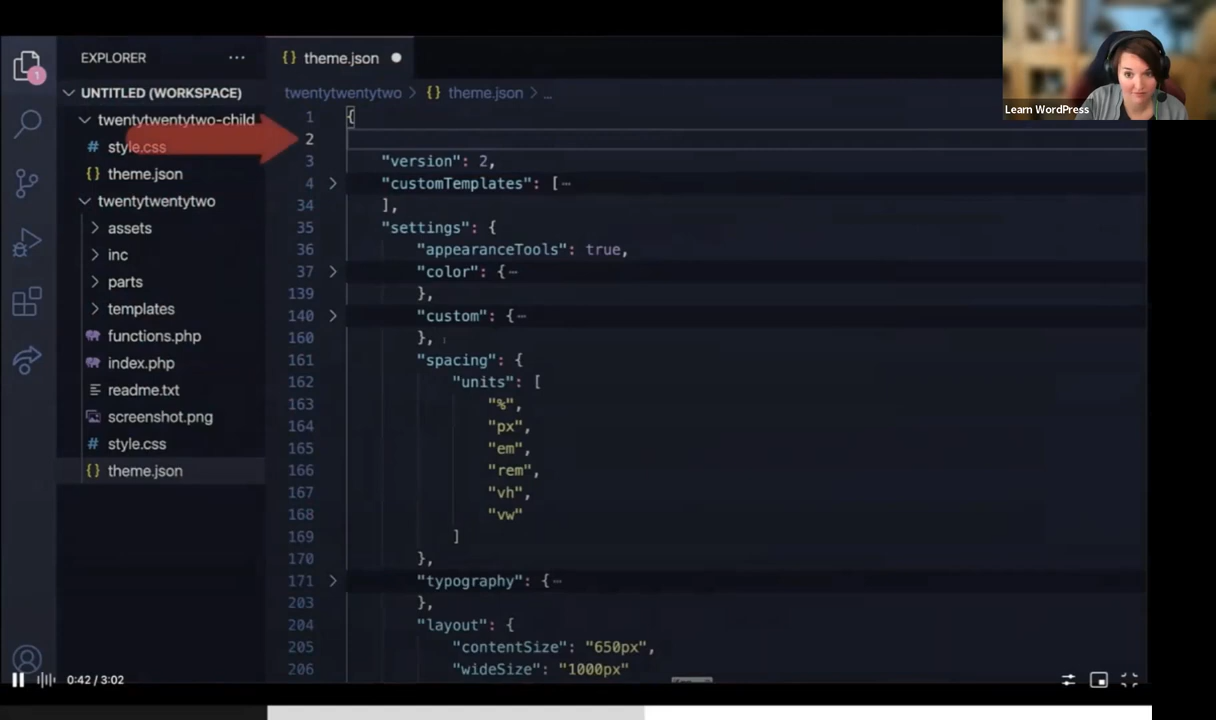 Learn WordPress
EXPLORER ...
1
UNTITLED (WORKSPACE)
twentytwentytwo-child
# style.css
{} theme.json
twentytwentytwo
assets
inc
parts
templates
functions.php
index.php
readme.txt
screenshot.png
# style.css
{} theme.json
{} theme.json
twentytwentytwo > {} theme.json > ...
1 {
2
3 "version": 2,
4 > "customTemplates": [...
34 ],
35 "settings": {
36 "appearanceTools": true,
37 > "color": {...
139 },
140 > "custom": {...
160 },
161 "spacing": {
162 "units": [
163 "%",
164 "px",
165 "em",
166 "rem",
167 "vh",
168 "vw"
169 ]
170 },
171 > "typography": {...
203 },
204 "layout": {
205 "contentSize": "650px",
206 "wideSize": "1000px"
0:42 / 3:02